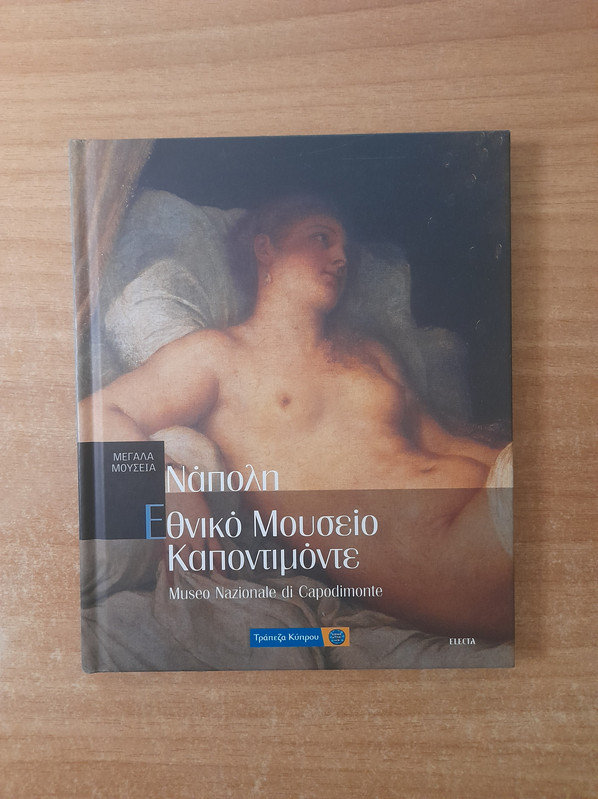 ΜΕΓΑΛΑ
ΜΟΥΣΕΙΑ
Νάπολη
Εθνικό Μουσείο
Καποντιμόντε
Museo Nazionale di Capodimonte
Τράπεζα Κύπρου
ELECTA